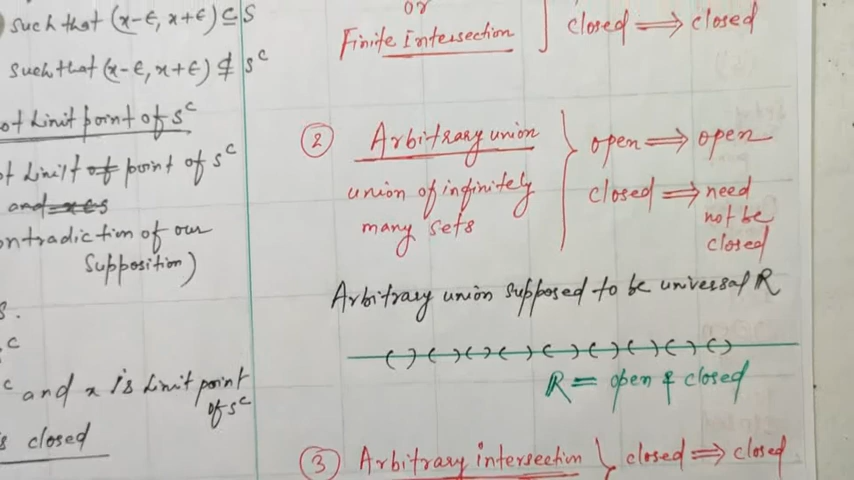 such that (x-ϵ, x+ϵ) ⊆ S
such that (x-ϵ, x+ϵ) ⊄ S^c
ot Limit point of S^c
t Limit of point of S^c
and x ∈ S
ontradiction of our
supposition)
S.
c
c and x is limit point
of S^c
s closed
or
Finite Intersection ] closed ⟹ closed
② Arbitrary union } open ⟹ open
union of infinitely
many sets
closed ⟹ need
not be
closed
Arbitrary union supposed to be universal R
( ) ( ) ( ) ( ) ( ) ( ) ( ) ( ) ( )
R = open & closed
③ Arbitrary intersection } closed ⟹ closed